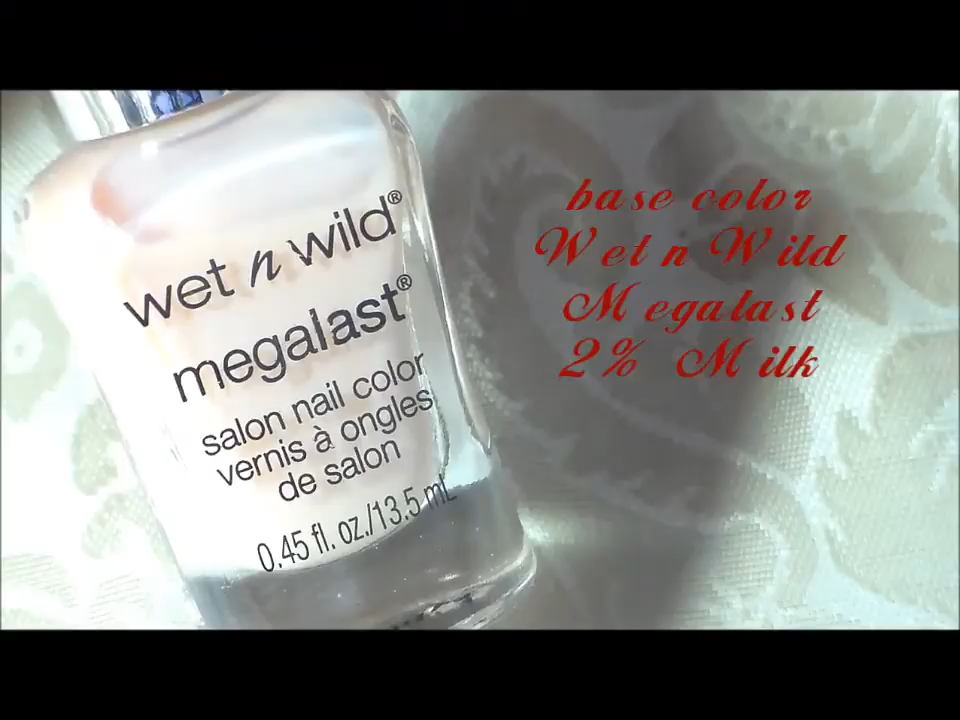 wet n wild®
megalast®
salon nail color
vernis à ongles
de salon
0.45 fl. oz./13.5 mL
base color
Wet n Wild
Megalast
2% Milk